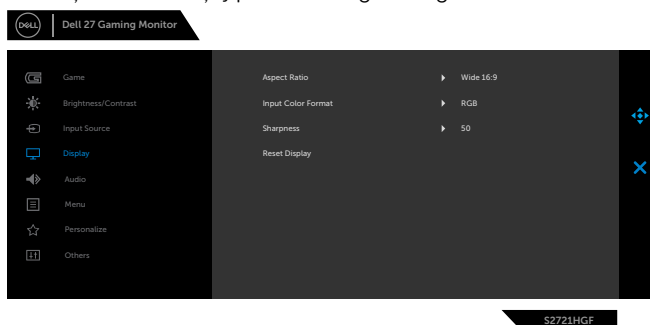 DELL
Dell 27 Gaming Monitor
Game
Aspect Ratio Wide 16:9
Brightness/Contrast Input Color Format RGB
Input Source Sharpness 50
Display Reset Display
Audio
Menu
Personalize
Others
S2721HGF